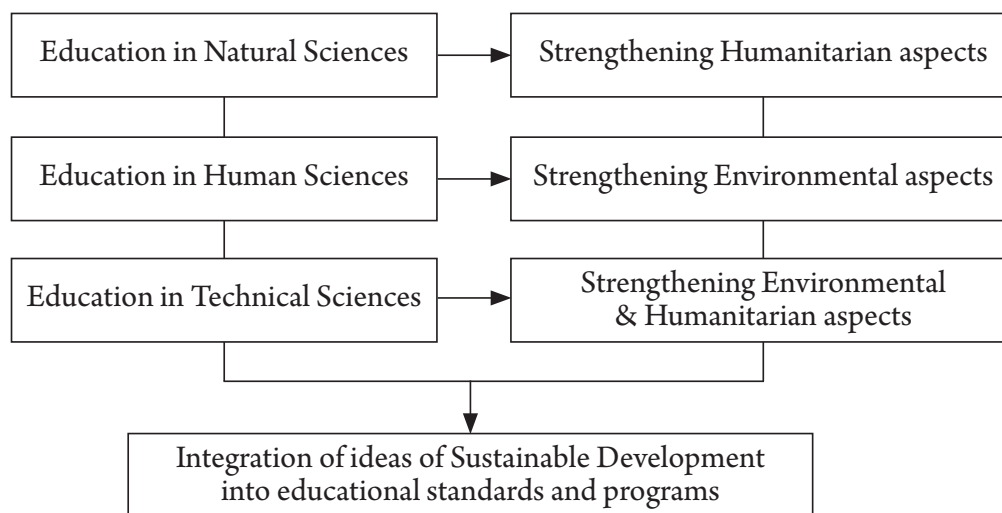 Education in Natural Sciences
Strengthening Humanitarian aspects
Education in Human Sciences
Strengthening Environmental aspects
Education in Technical Sciences
Strengthening Environmental
& Humanitarian aspects
Integration of ideas of Sustainable Development
into educational standards and programs